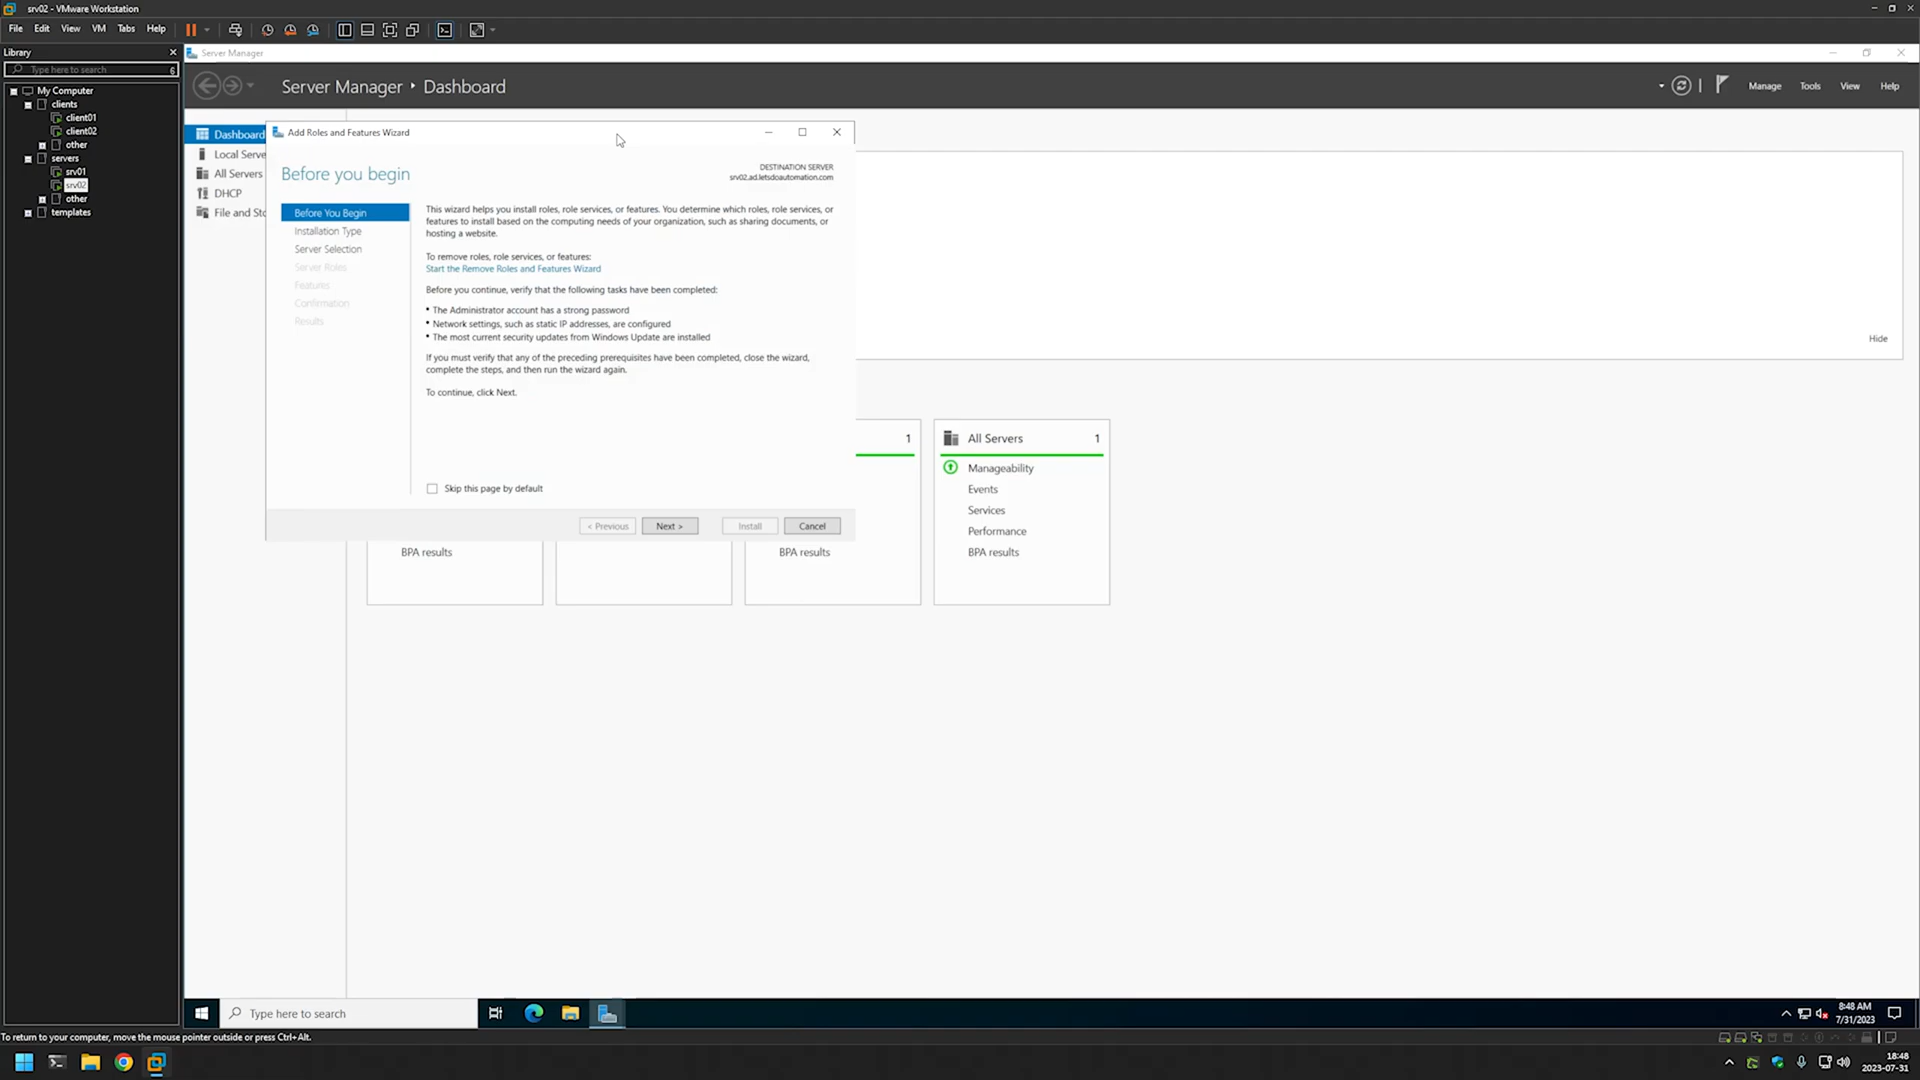 srv02 - VMware Workstation
File Edit View VM Tabs Help
Library
Type here to search
My Computer
clients
client01
client02
other
servers
srv01
srv02
other
templates
Server Manager
Server Manager ‣ Dashboard
Manage Tools View Help
Dashboard
Local Serve
All Servers
DHCP
File and Sto
Add Roles and Features Wizard
Before you begin
DESTINATION SERVER
srv02.ad.letsdoautomation.com
Before You Begin
Installation Type
Server Selection
Server Roles
Features
Confirmation
Results
This wizard helps you install roles, role services, or features. You determine which roles, role services, or
features to install based on the computing needs of your organization, such as sharing documents, or
hosting a website.
To remove roles, role services, or features:
Start the Remove Roles and Features Wizard
Before you continue, verify that the following tasks have been completed:
• The Administrator account has a strong password
• Network settings, such as static IP addresses, are configured
• The most current security updates from Windows Update are installed
If you must verify that any of the preceding prerequisites have been completed, close the wizard,
complete the steps, and then run the wizard again.
To continue, click Next.
Skip this page by default
< Previous Next > Install Cancel
Hide
1
All Servers 1
Manageability
Events
Services
Performance
BPA results
BPA results
BPA results
Type here to search
8:48 AM
7/31/2023
To return to your computer, move the mouse pointer outside or press Ctrl+Alt.
18:48
2023-07-31